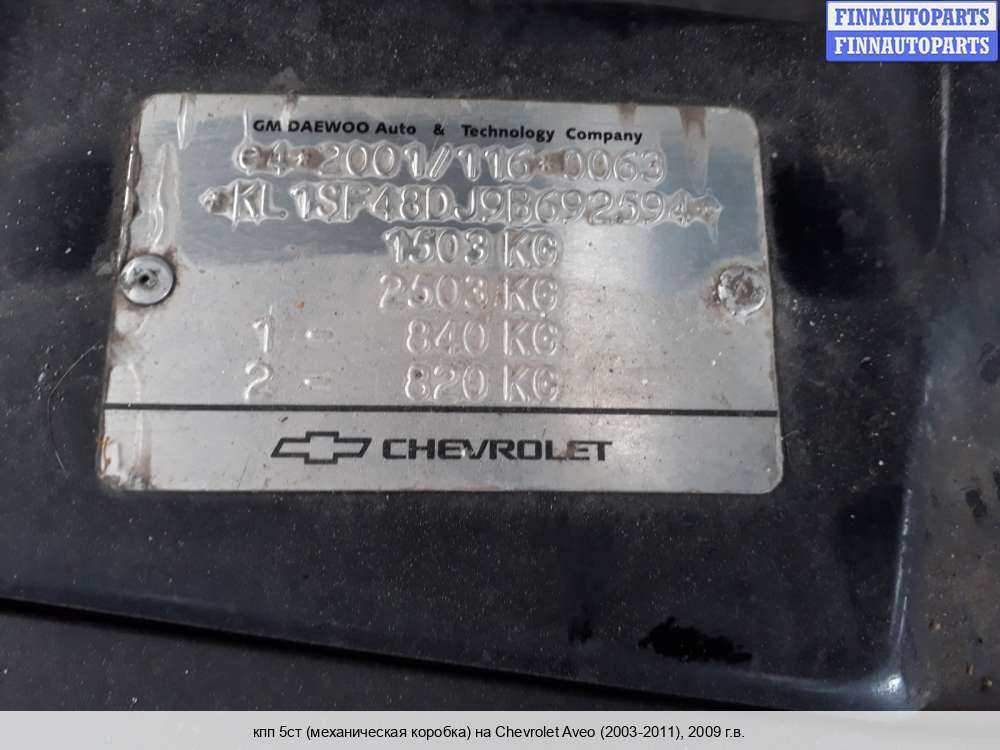 FINNAUTOPARTS
FINNAUTOPARTS
GM DAEWOO Auto & Technology Company
e4*2001/116*0063
*KL1SF48DJ9B692594*
1503 KG
2503 KG
1 - 840 KG
2 - 820 KG
CHEVROLET
кпп 5ст (механическая коробка) на Chevrolet Aveo (2003-2011), 2009 г.в.